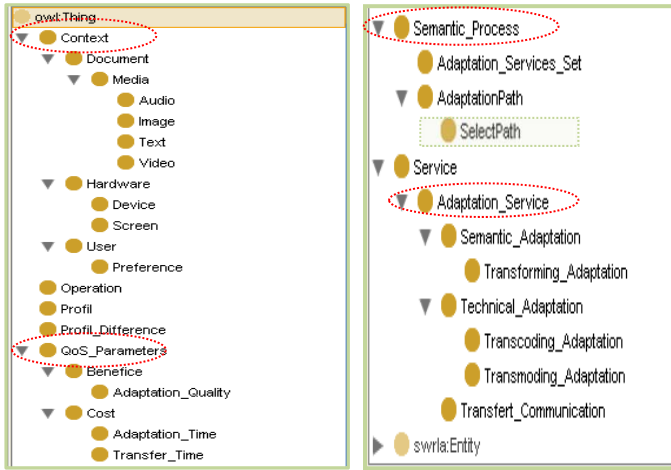 owl:Thing
Context
Document
Media
Audio
Image
Text
Video
Hardware
Device
Screen
User
Preference
Operation
Profil
Profil_Difference
QoS_Parameters
Benefice
Adaptation_Quality
Cost
Adaptation_Time
Transfer_Time
Semantic_Process
Adaptation_Services_Set
AdaptationPath
SelectPath
Service
Adaptation_Service
Semantic_Adaptation
Transforming_Adaptation
Technical_Adaptation
Transcoding_Adaptation
Transmoding_Adaptation
Transfert_Communication
swrla:Entity